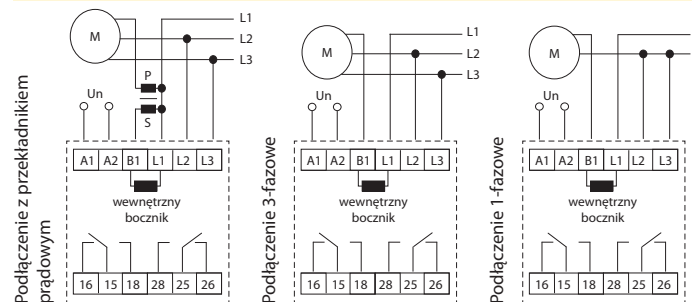 Podłączenie z przekładnikiem
prądowym
M
L1
L2
L3
P
S
Un
A1 A2 B1 L1 L2 L3
wewnętrzny
bocznik
16 15 18 28 25 26
Podłączenie 3-fazowe
M
L1
L2
L3
Un
A1 A2 B1 L1 L2 L3
wewnętrzny
bocznik
16 15 18 28 25 26
Podłączenie 1-fazowe
M
Un
A1 A2 B1 L1 L2 L3
wewnętrzny
bocznik
16 15 18 28 25 26